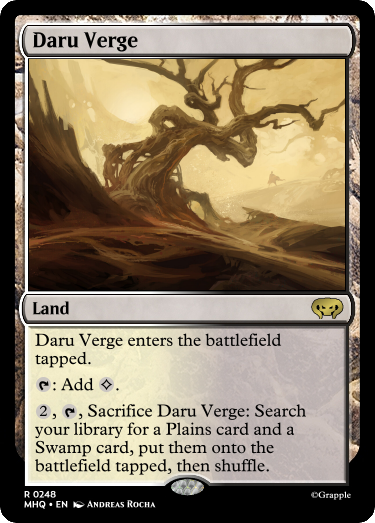 Daru Verge
Land
Daru Verge enters the battlefield
tapped.
: Add .
2, , Sacrifice Daru Verge: Search
your library for a Plains card and a
Swamp card, put them onto the
battlefield tapped, then shuffle.
R 0248
MHQ • EN Andreas Rocha
©Grapple